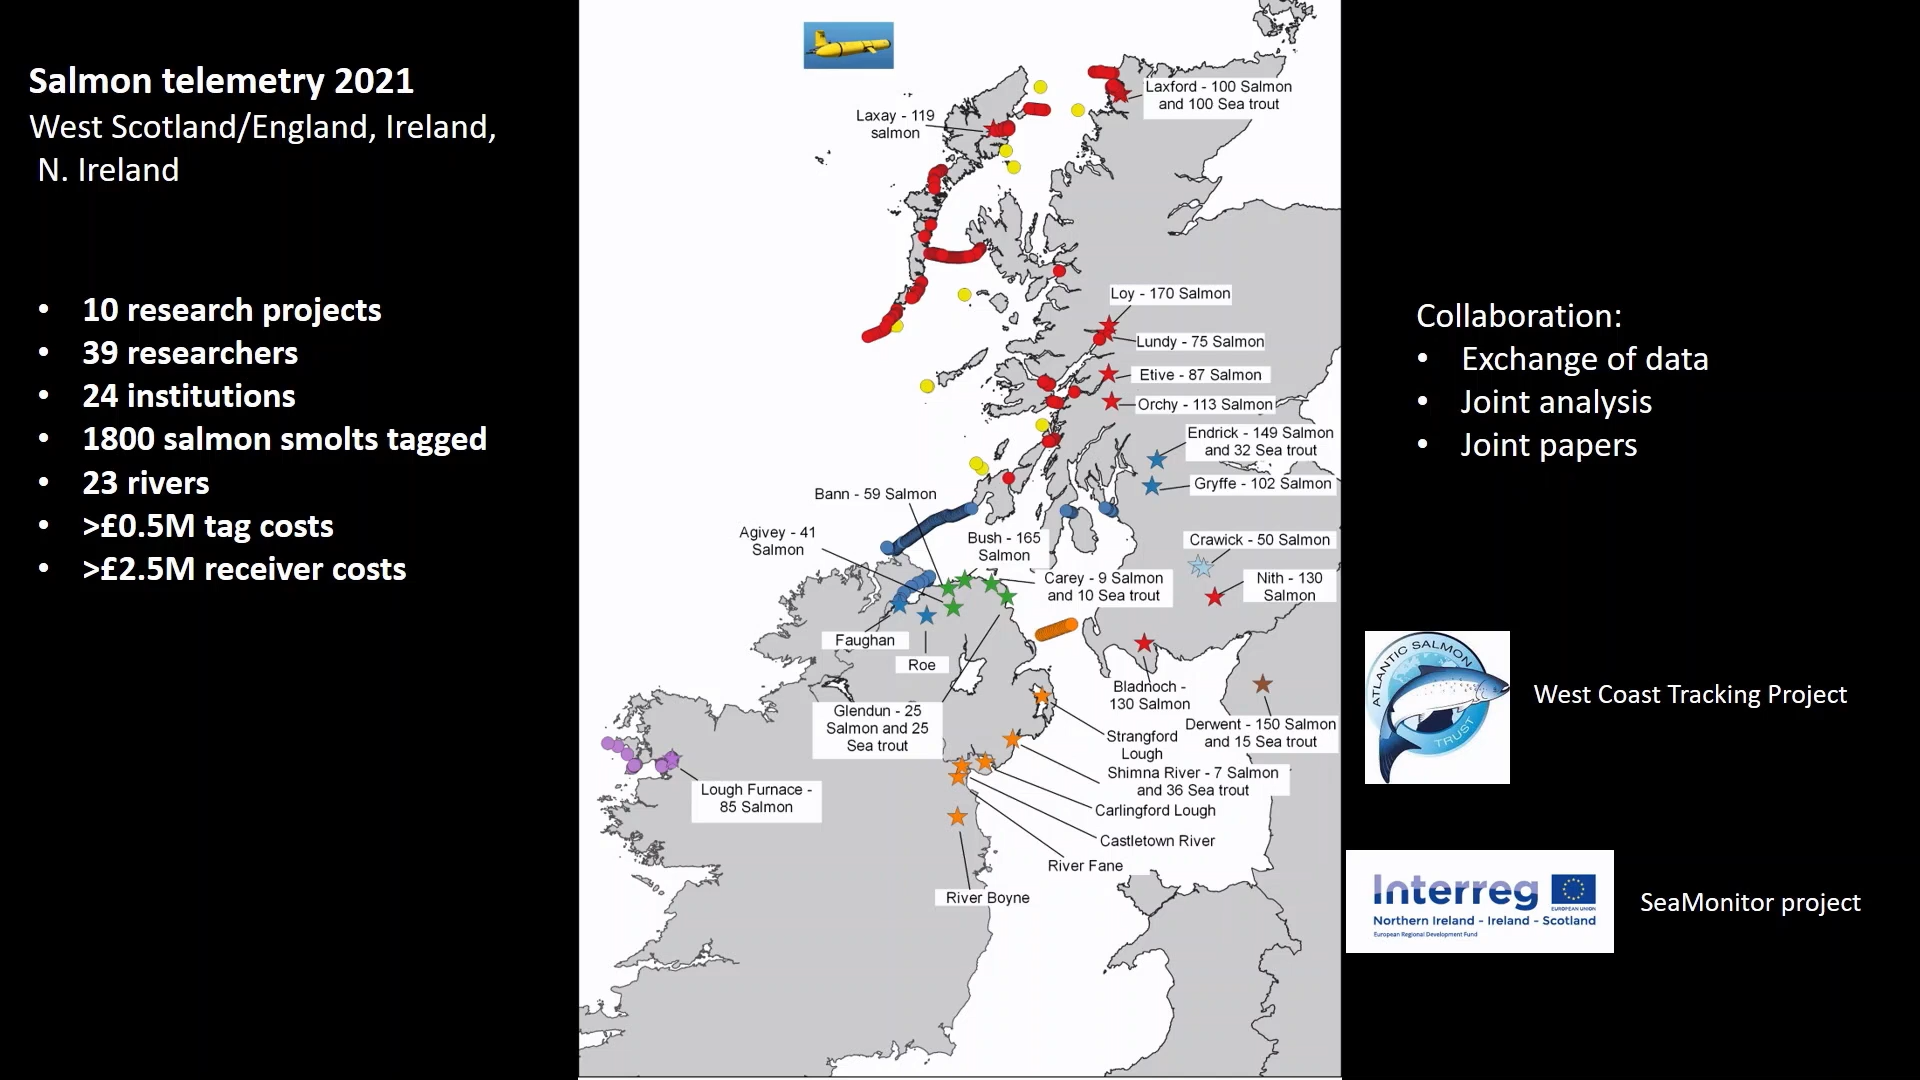 Salmon telemetry 2021
West Scotland/England, Ireland,
N. Ireland
• 10 research projects
• 39 researchers
• 24 institutions
• 1800 salmon smolts tagged
• 23 rivers
• >£0.5M tag costs
• >£2.5M receiver costs
Laxford - 100 Salmon
and 100 Sea trout
Laxay - 119
salmon
Loy - 170 Salmon
Lundy - 75 Salmon
Etive - 87 Salmon
Orchy - 113 Salmon
Endrick - 149 Salmon
and 32 Sea trout
Gryffe - 102 Salmon
Bann - 59 Salmon
Agivey - 41
Salmon
Bush - 165
Salmon
Crawick - 50 Salmon
Carey - 9 Salmon
and 10 Sea trout
Nith - 130
Salmon
Faughan
Roe
Bladnoch -
130 Salmon
Glendun - 25
Salmon and 25
Sea trout
Derwent - 150 Salmon
and 15 Sea trout
Strangford
Lough
Shimna River - 7 Salmon
and 36 Sea trout
Lough Furnace -
85 Salmon
Carlingford Lough
Castletown River
River Fane
River Boyne
Collaboration:
• Exchange of data
• Joint analysis
• Joint papers
ATLANTIC SALMON
TRUST
West Coast Tracking Project
Interreg
EUROPEAN UNION
Northern Ireland - Ireland - Scotland
European Regional Development Fund
SeaMonitor project